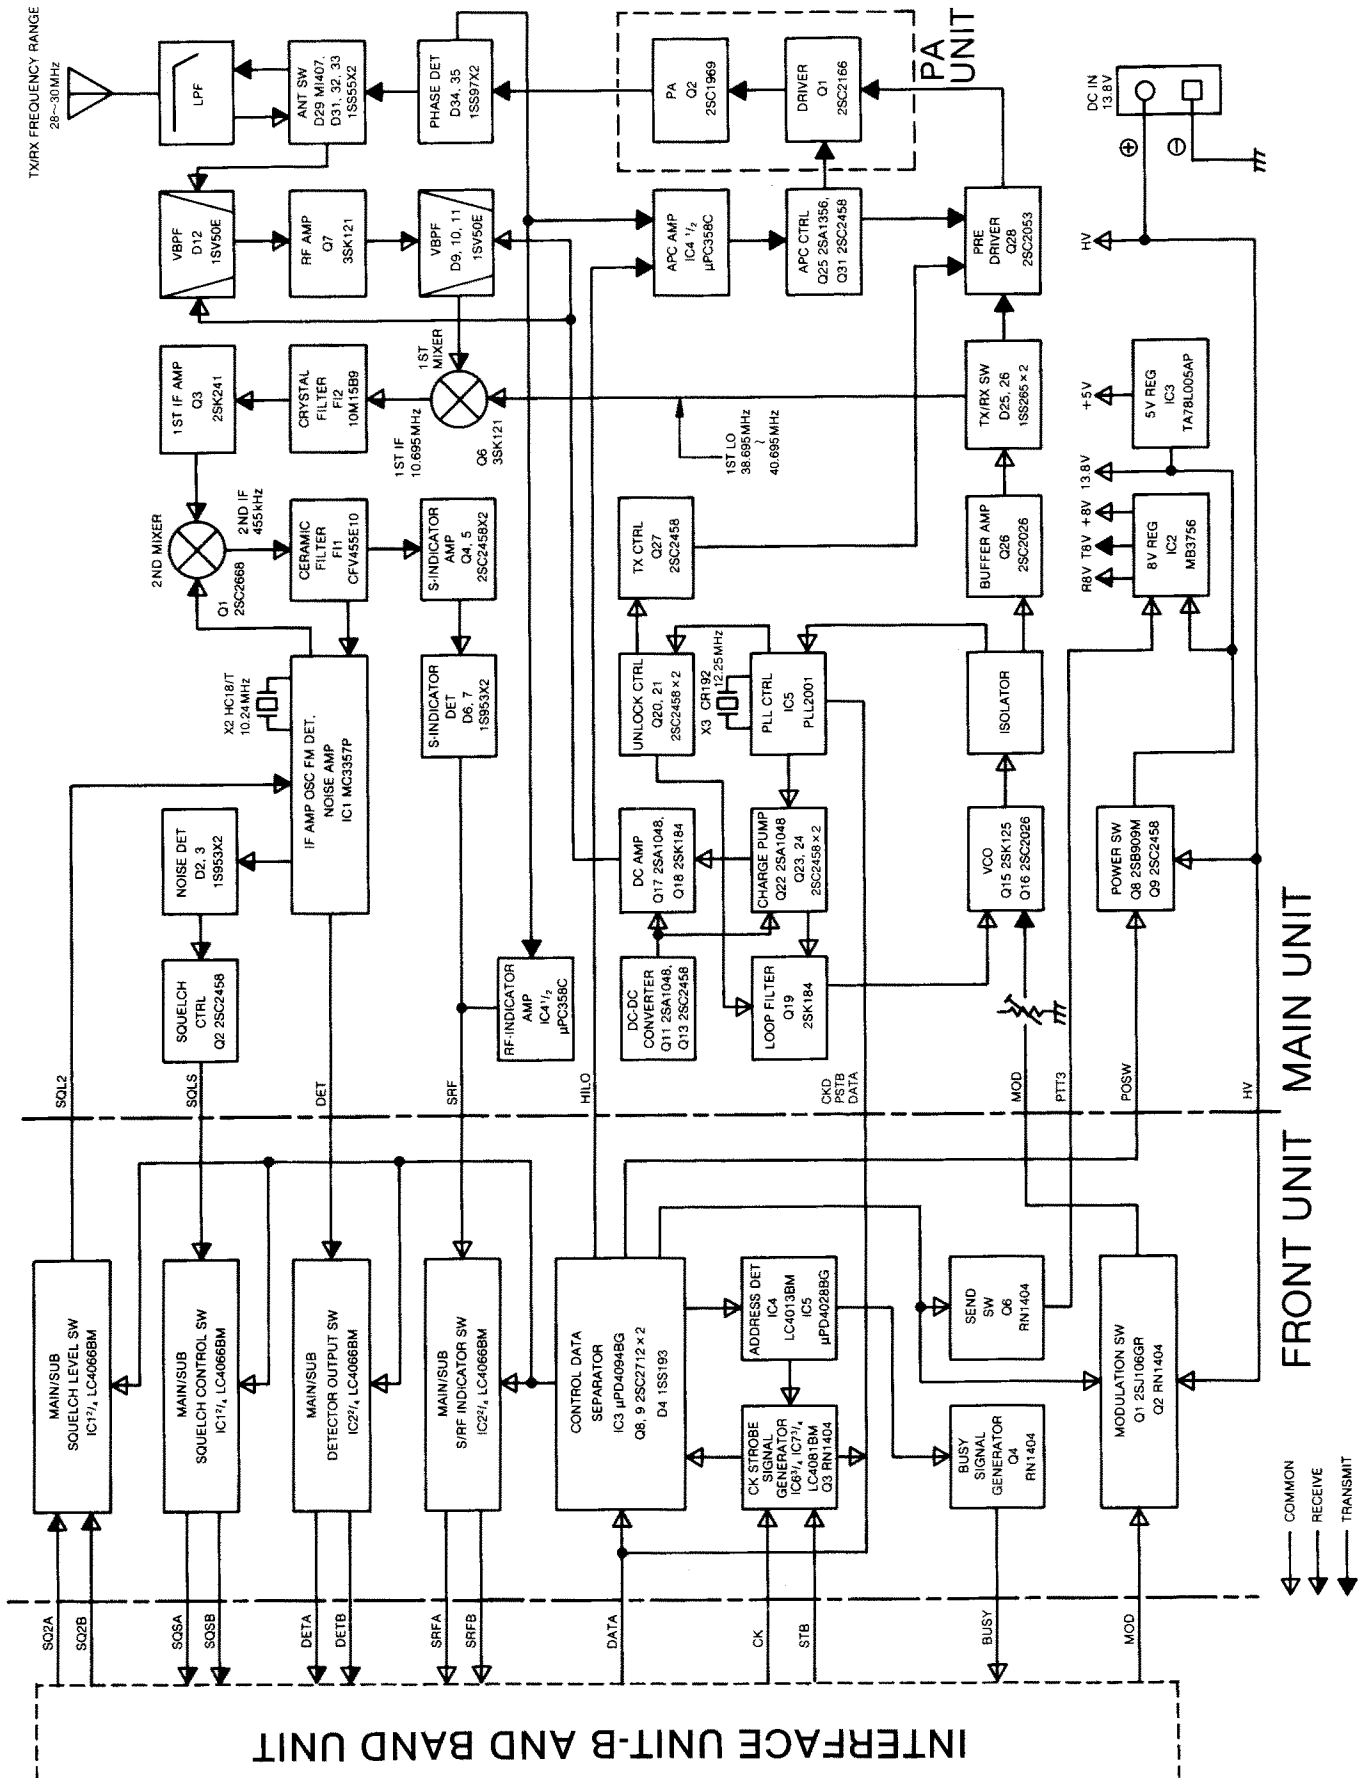 TX/RX FREQUENCY RANGE
28~30MHz
LPF
ANT SW
D29 MI407,
D31, 32, 33
1SS55X2
PHASE DET
D34, 35
1SS97X2
PA
Q2
2SC1969
DRIVER
Q1
2SC2166
PA
UNIT
DC IN
13.8V
⊕
⊖
VBPF
D12
1SV50E
RF AMP
Q7
3SK121
VBPF
D9, 10, 11
1SV50E
APC AMP
IC4 1/2
µPC358C
APC CTRL
Q25 2SA1356,
Q31 2SC2458
PRE
DRIVER
Q28
2SC2053
HV
1ST IF AMP
Q3
2SK241
CRYSTAL
FILTER
FI2
10M15B9
1ST IF
10.695MHz
1ST
MIXER
Q6
3SK121
1ST LO
38.695MHz
~
40.695MHz
TX/RX SW
D25, 26
1SS265×2
+5V
5V REG
IC3
TA78L005AP
2ND MIXER
Q1
2SC2668
2ND IF
455kHz
CERAMIC
FILTER
FI1
CFV455E10
S-INDICATOR
AMP
Q4, 5
2SC2458X2
TX CTRL
Q27
2SC2458
BUFFER AMP
Q26
2SC2026
R8V T8V +8V 13.8V
8V REG
IC2
MB3756
X2 HC18/T
10.24MHz
IF AMP OSC FM DET.
NOISE AMP
IC1 MC3357P
S-INDICATOR
DET
D6, 7
1S953X2
UNLOCK CTRL
Q20, 21
2SC2458×2
X3 CR192
12.25MHz
PLL CTRL
IC5
PLL2001
ISOLATOR
NOISE DET
D2, 3
1S953X2
DC AMP
Q17 2SA1048,
Q18 2SK184
CHARGE PUMP
Q22 2SA1048
Q23, 24
2SC2458×2
VCO
Q15 2SK125
Q16 2SC2026
POWER SW
Q8 2SB909M
Q9 2SC2458
SQUELCH
CTRL
Q2 2SC2458
RF-INDICATOR
AMP
IC4 1/2
µPC358C
DC-DC
CONVERTER
Q11 2SA1048,
Q13 2SC2458
LOOP FILTER
Q19
2SK184
SQL2
SQLS
DET
SRF
HILO
CKD
PSTB
DATA
MOD
PTT3
POSW
HV
MAIN UNIT
FRONT UNIT
MAIN/SUB
SQUELCH LEVEL SW
IC1 2/4 LC4066BM
MAIN/SUB
SQUELCH CONTROL SW
IC1 2/4 LC4066BM
MAIN/SUB
DETECTOR OUTPUT SW
IC2 2/4 LC4066BM
MAIN/SUB
S/RF INDICATOR SW
IC2 2/4 LC4066BM
CONTROL DATA
SEPARATOR
IC3 µPD4094BG
Q8, 9 2SC2712×2
D4 1SS193
ADDRESS DET
IC4
LC4013BM
IC5
µPD4028BG
CK STROBE
SIGNAL
GENERATOR
IC6 3/4 IC7 3/4
LC4081BM
Q3 RN1404
SEND
SW
Q6
RN1404
BUSY
SIGNAL
GENERATOR
Q4
RN1404
MODULATION SW
Q1 2SJ106GR
Q2 RN1404
SQ2A
SQ2B
SQSA
SQSB
DETA
DETB
SRFA
SRFB
DATA
CK
STB
BUSY
MOD
COMMON
RECEIVE
TRANSMIT
INTERFACE UNIT-B AND BAND UNIT